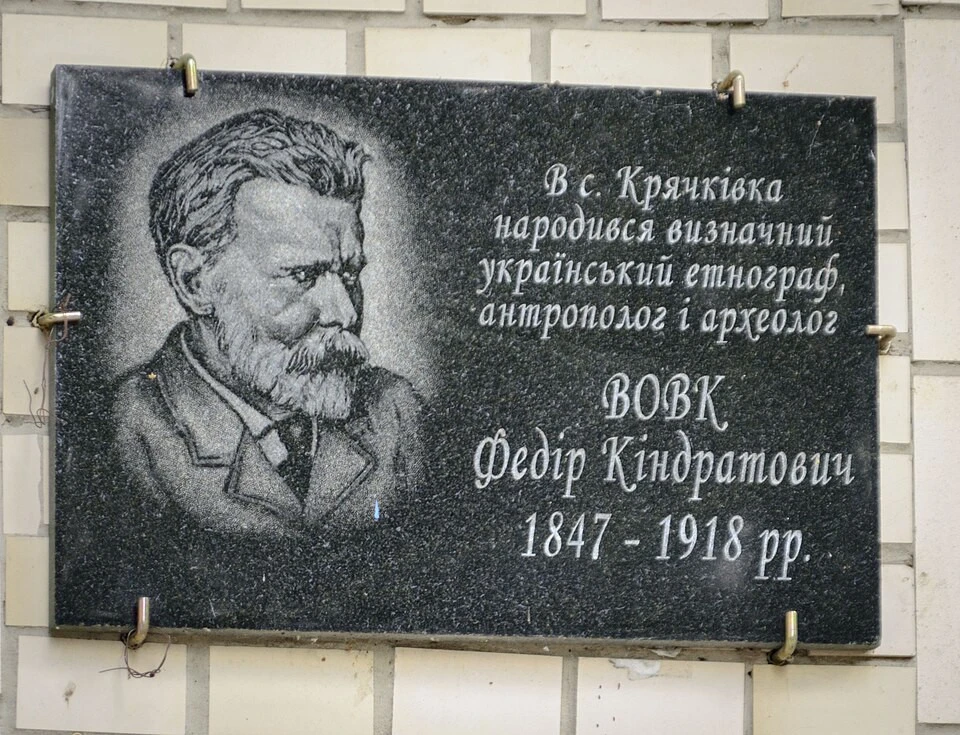 В с. Крячківка
народився визначний
український етнограф,
антрополог і археолог
ВОВК
Федір Кіндратович
1847 - 1918 рр.